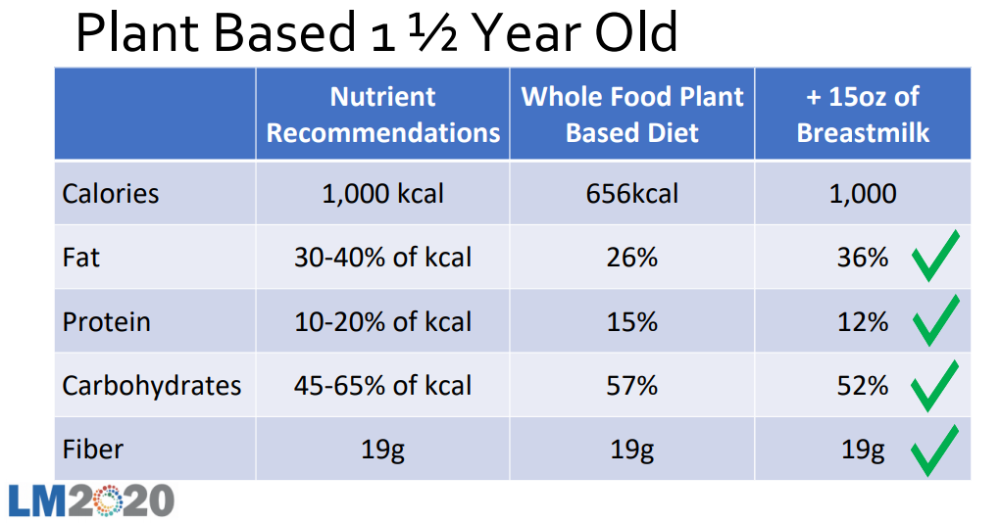 Plant Based 1 ½ Year Old
Nutrient Recommendations
Whole Food Plant Based Diet
+ 15oz of Breastmilk
Calories 1,000 kcal 656kcal 1,000
Fat 30-40% of kcal 26% 36%
Protein 10-20% of kcal 15% 12%
Carbohydrates 45-65% of kcal 57% 52%
Fiber 19g 19g 19g
LM2020